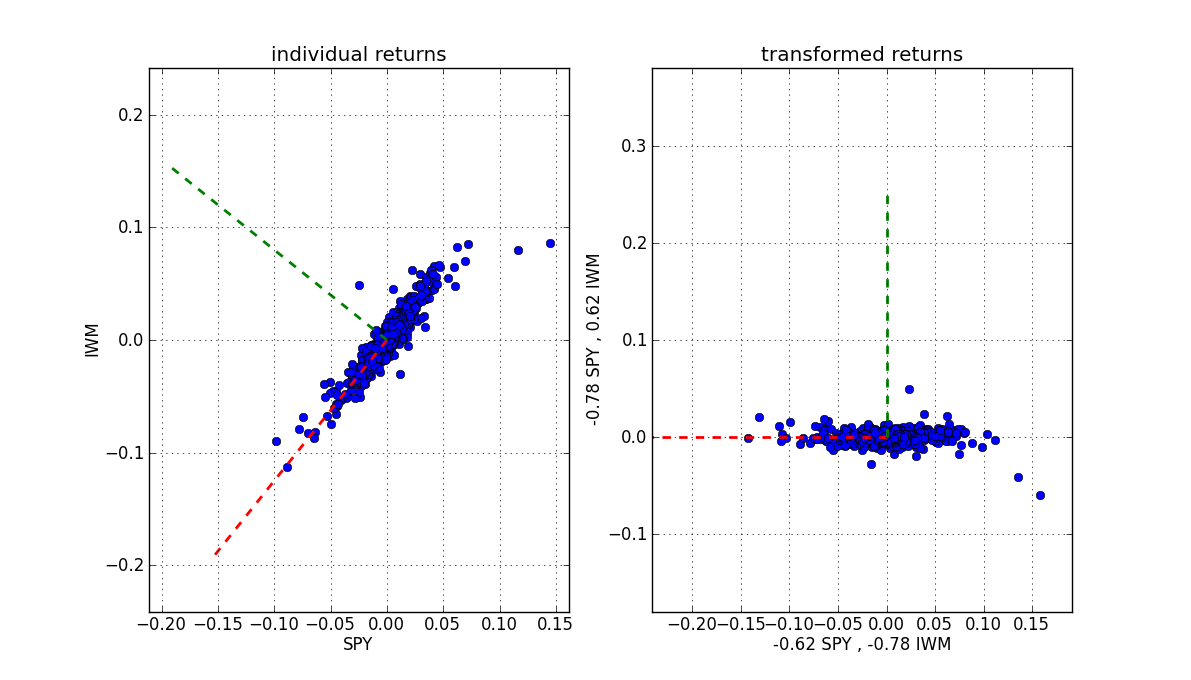 individual returns
0.2
0.1
0.0
−0.1
−0.2
IWM
−0.20 −0.15 −0.10 −0.05 0.00 0.05 0.10 0.15
SPY
transformed returns
0.3
0.2
0.1
0.0
−0.1
-0.78 SPY , 0.62 IWM
−0.20 −0.15 −0.10 −0.05 0.00 0.05 0.10 0.15
-0.62 SPY , -0.78 IWM